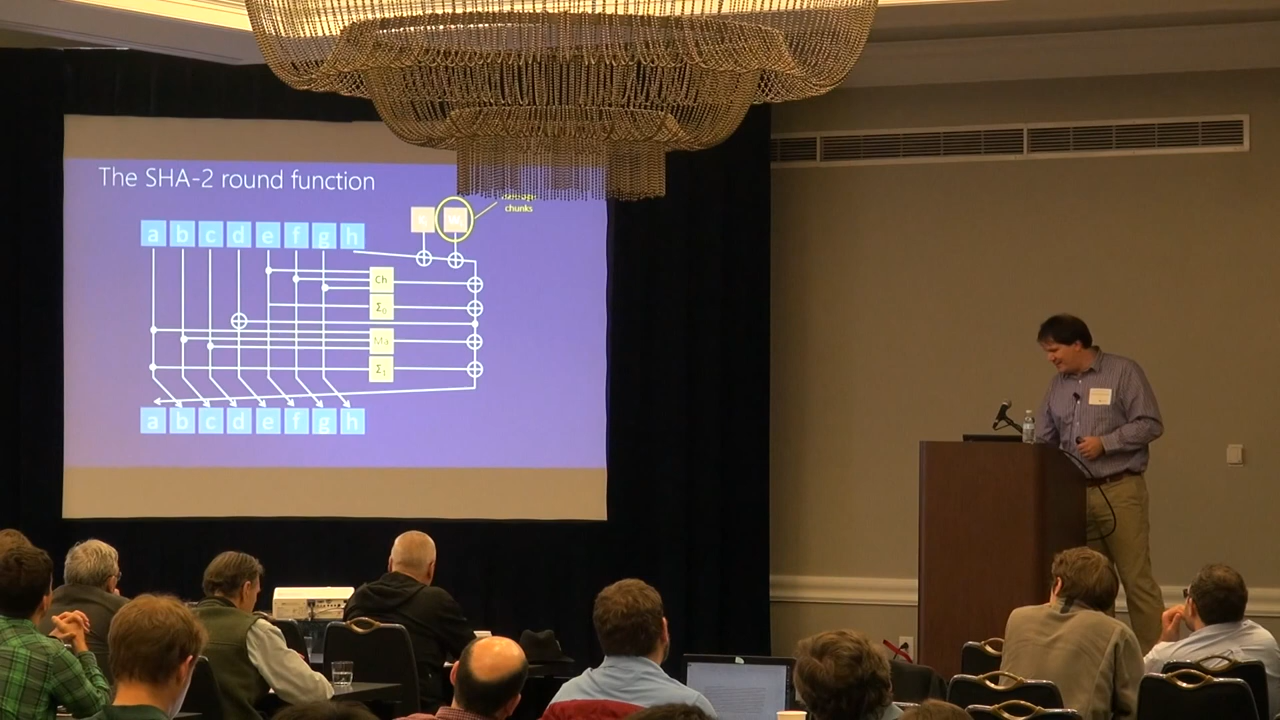 The SHA-2 round function
chunks
a b c d e f g h
Ch
Σ₀
Ma
Σ₁
a b c d e f g h